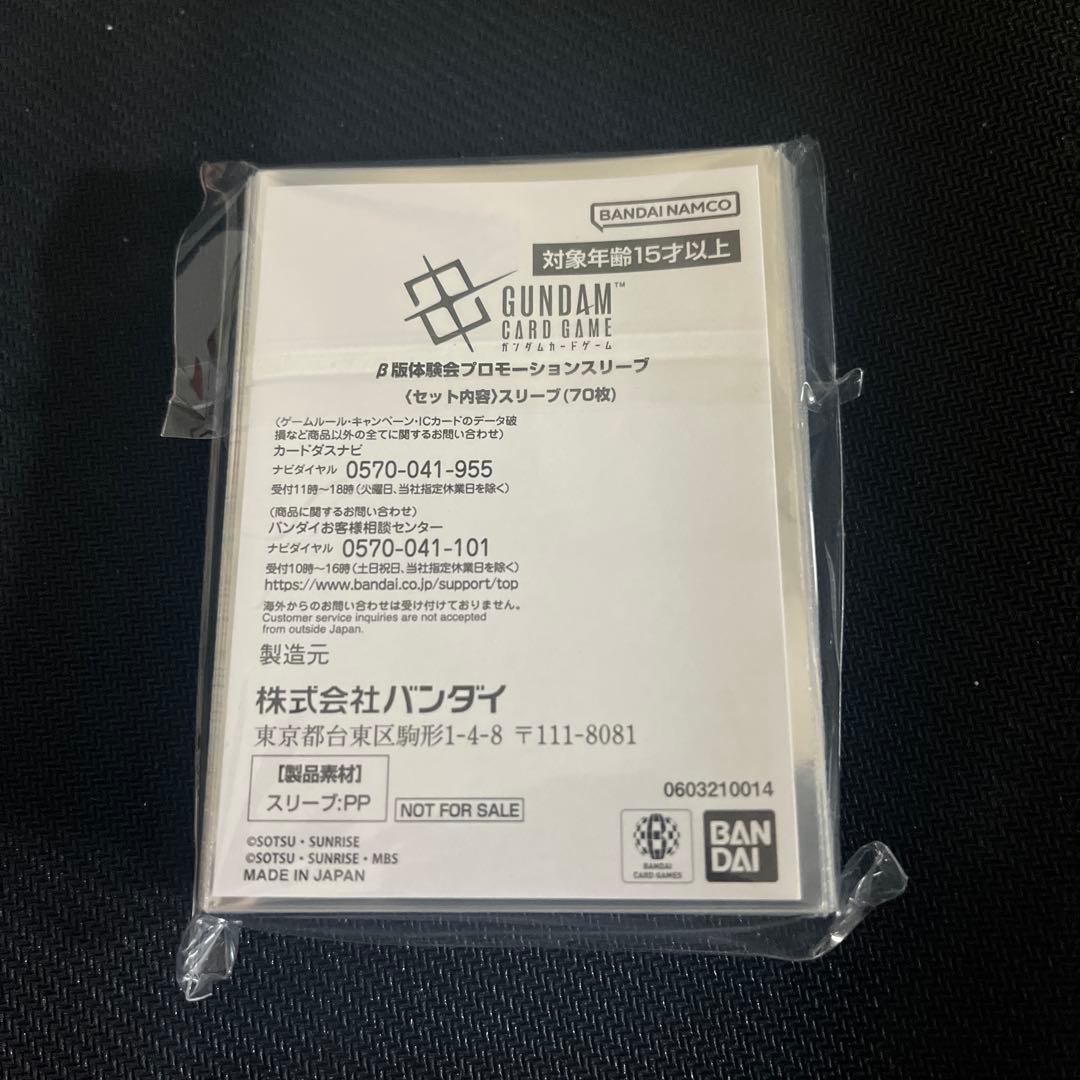 BANDAI NAMCO
対象年齢15才以上
GUNDAM™
CARD GAME
ガンダムカードゲーム
β版体験会プロモーションスリーブ
〈セット内容〉スリーブ(70枚)
(ゲームルール・キャンペーン・ICカードのデータ破
損など商品以外の全てに関するお問い合わせ)
カードダスナビ
ナビダイヤル 0570-041-955
受付11時〜18時(火曜日、当社指定休業日を除く)
(商品に関するお問い合わせ)
バンダイお客様相談センター
ナビダイヤル 0570-041-101
受付10時〜16時(土日祝日、当社指定休業日を除く)
https://www.bandai.co.jp/support/top
海外からのお問い合わせは受け付けておりません。
Customer service inquiries are not accepted
from outside Japan.
製造元
株式会社バンダイ
東京都台東区駒形1-4-8 〒111-8081
【製品素材】
スリーブ:PP
NOT FOR SALE
0603210014
©SOTSU・SUNRISE
©SOTSU・SUNRISE・MBS
MADE IN JAPAN
BANDAI
CARD GAMES
BAN
DAI